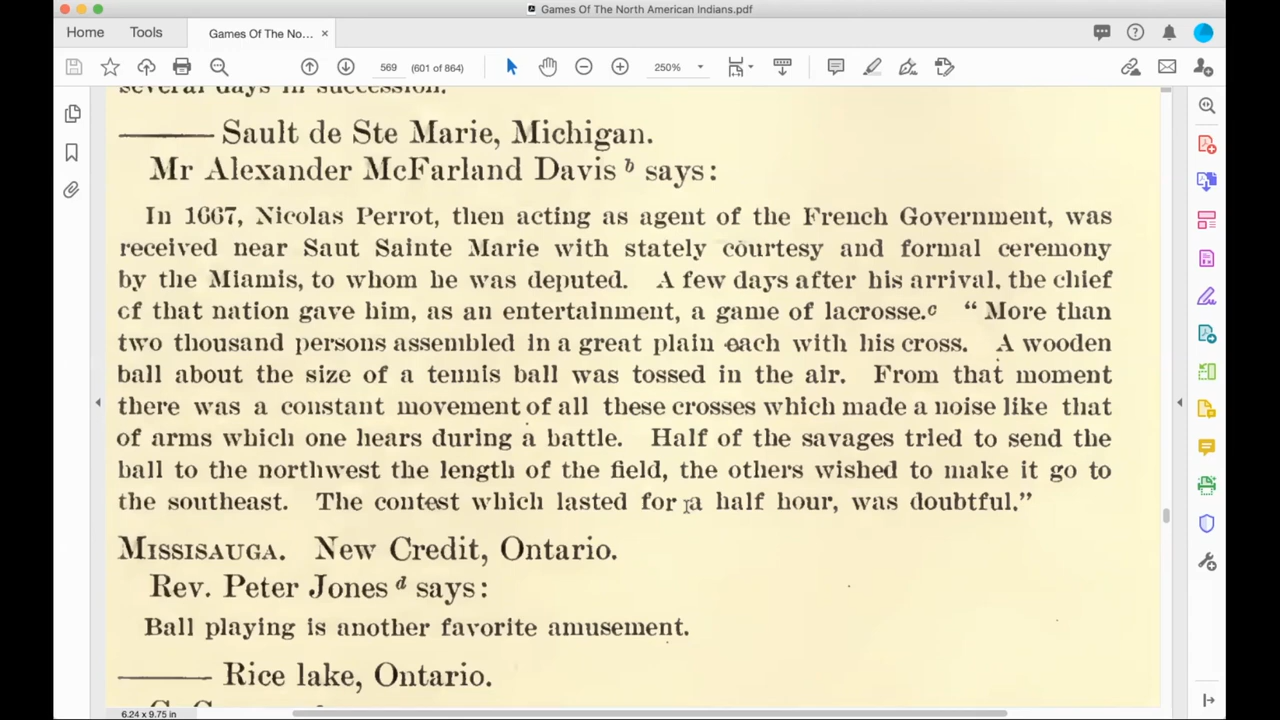 Games Of The North American Indians.pdf
Home
Tools
Games Of The No... ×
569 (601 of 864)
250%
several days in succession.
——— Sault de Ste Marie, Michigan.
Mr Alexander McFarland Davis b says:
In 1667, Nicolas Perrot, then acting as agent of the French Government, was
received near Saut Sainte Marie with stately courtesy and formal ceremony
by the Miamis, to whom he was deputed. A few days after his arrival, the chief
of that nation gave him, as an entertainment, a game of lacrosse.c “More than
two thousand persons assembled in a great plain each with his cross. A wooden
ball about the size of a tennis ball was tossed in the air. From that moment
there was a constant movement of all these crosses which made a noise like that
of arms which one hears during a battle. Half of the savages tried to send the
ball to the northwest the length of the field, the others wished to make it go to
the southeast. The contest which lasted for a half hour, was doubtful.”
MISSISAUGA. New Credit, Ontario.
Rev. Peter Jones d says:
Ball playing is another favorite amusement.
——— Rice lake, Ontario.
6.24 x 9.75 in